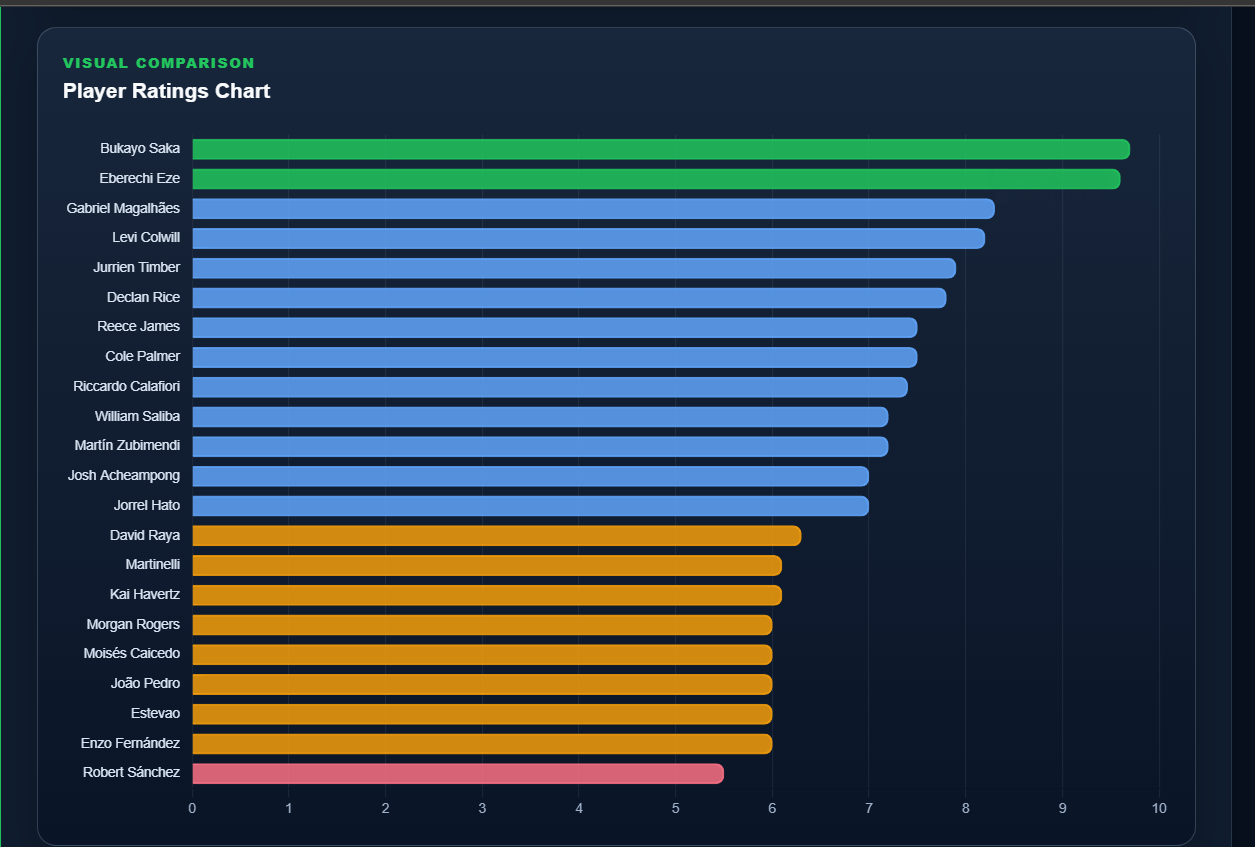 VISUAL COMPARISON
Player Ratings Chart
Bukayo Saka
Eberechi Eze
Gabriel Magalhães
Levi Colwill
Jurrien Timber
Declan Rice
Reece James
Cole Palmer
Riccardo Calafiori
William Saliba
Martín Zubimendi
Josh Acheampong
Jorrel Hato
David Raya
Martinelli
Kai Havertz
Morgan Rogers
Moisés Caicedo
João Pedro
Estevao
Enzo Fernández
Robert Sánchez
0 1 2 3 4 5 6 7 8 9 10